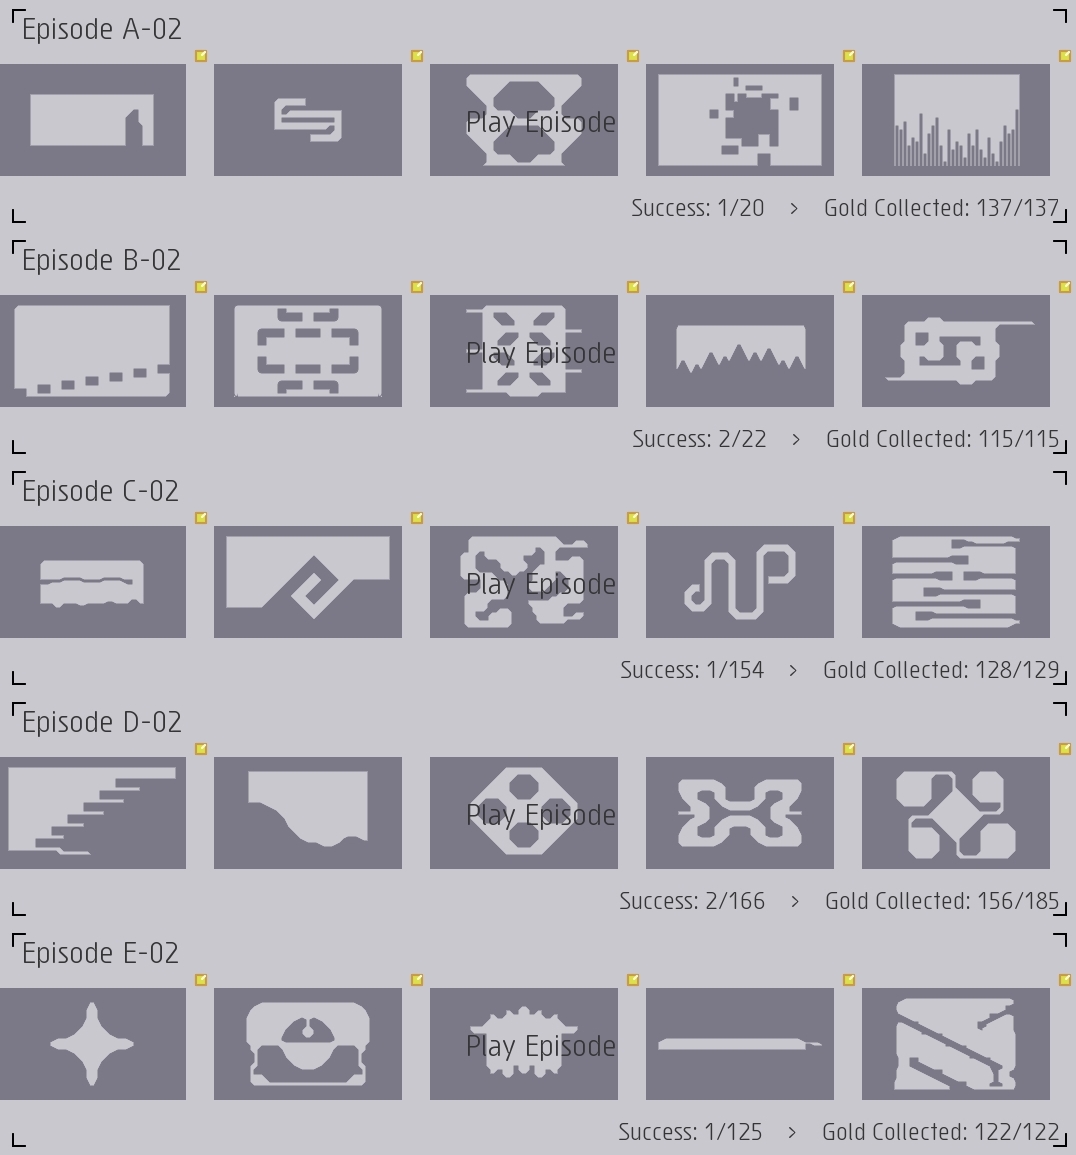 Episode A-02
Play Episode
Success: 1/20 > Gold Collected: 137/137
Episode B-02
Play Episode
Success: 2/22 > Gold Collected: 115/115
Episode C-02
Play Episode
Success: 1/154 > Gold Collected: 128/129
Episode D-02
Play Episode
Success: 2/166 > Gold Collected: 156/185
Episode E-02
Play Episode
Success: 1/125 > Gold Collected: 122/122